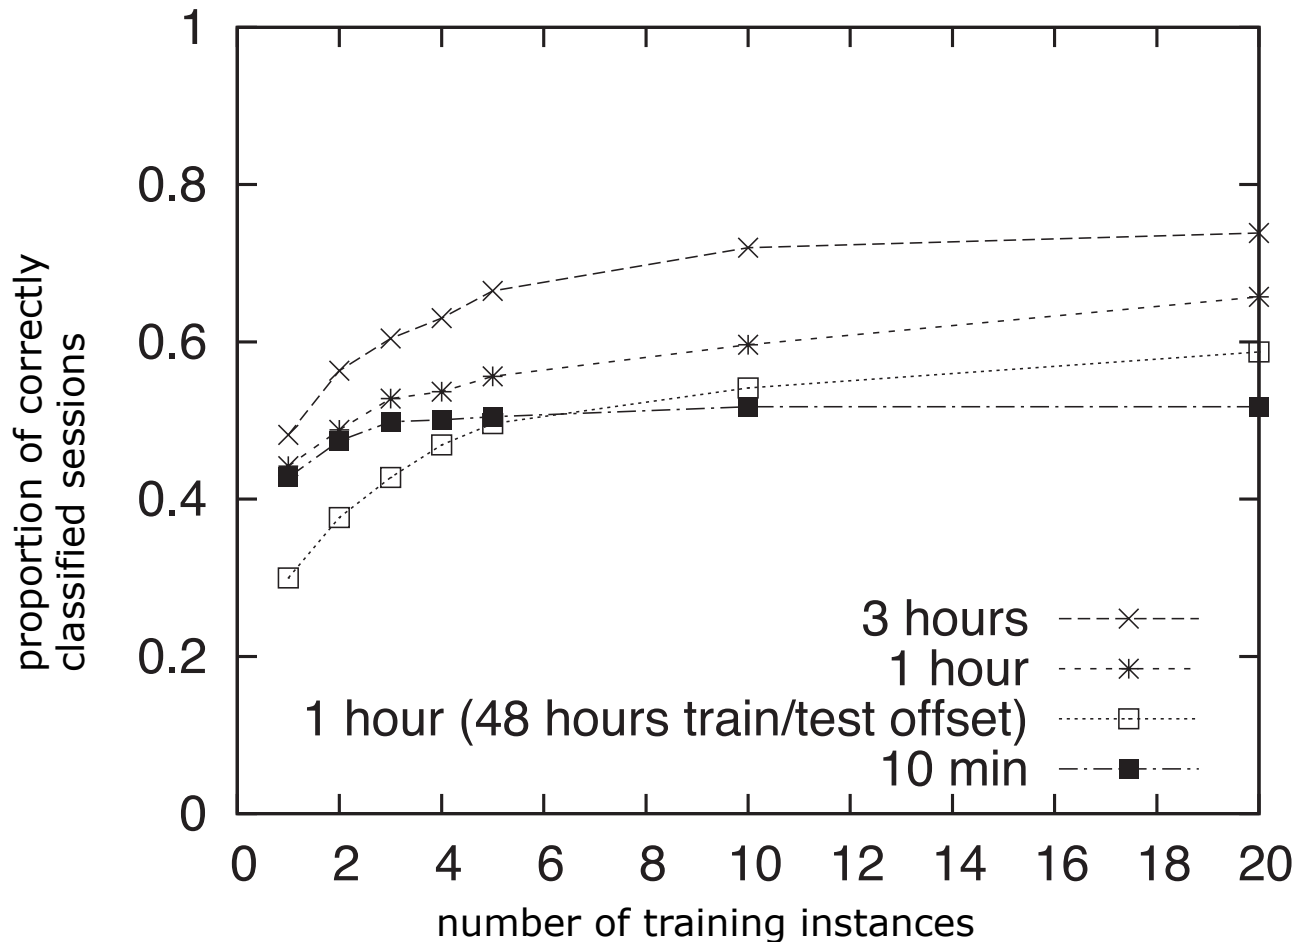 1
0.8
0.6
0.4
0.2
0
proportion of correctly
classified sessions
3 hours
1 hour
1 hour (48 hours train/test offset)
10 min
0 2 4 6 8 10 12 14 16 18 20
number of training instances